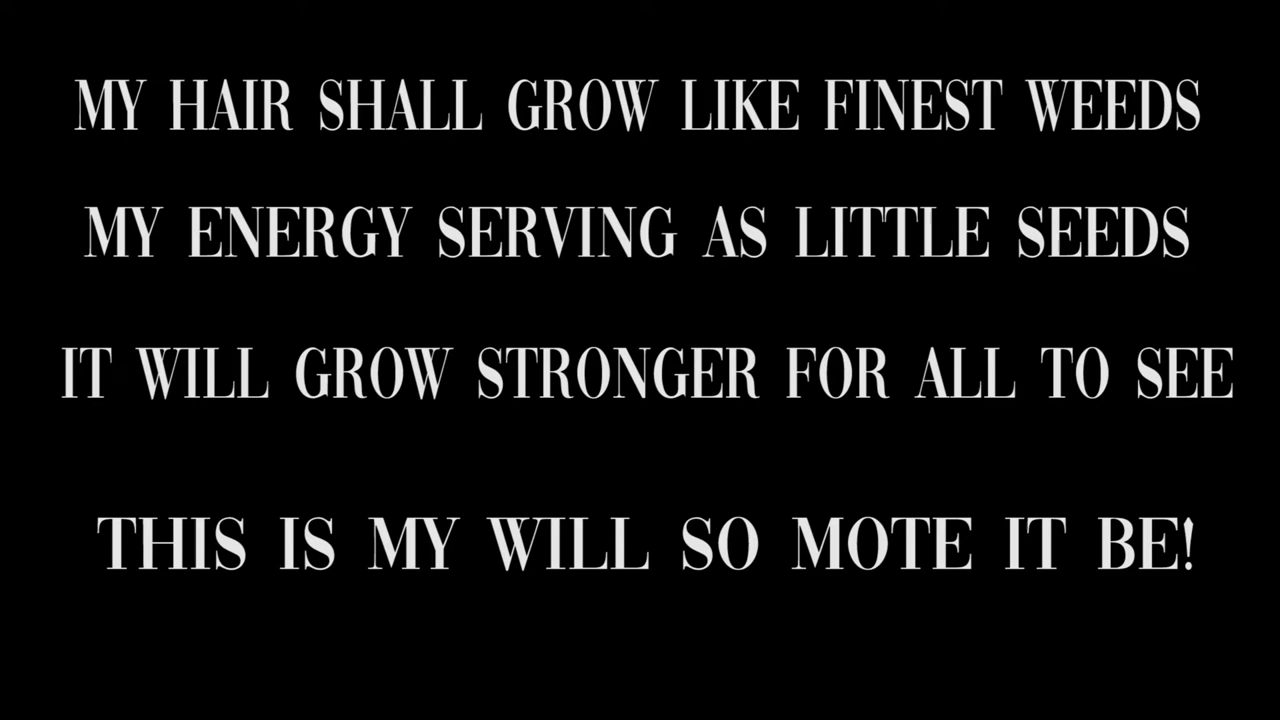 MY HAIR SHALL GROW LIKE FINEST WEEDS
MY ENERGY SERVING AS LITTLE SEEDS
IT WILL GROW STRONGER FOR ALL TO SEE
THIS IS MY WILL SO MOTE IT BE!